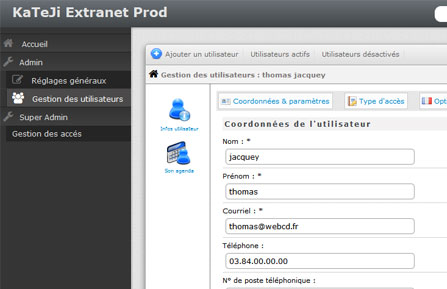 KaTeJi Extranet Prod
Accueil
Admin
Réglages généraux
Gestion des utilisateurs
Super Admin
Gestion des accés
Ajouter un utilisateur
Utilisateurs actifs
Utilisateurs désactivés
Gestion des utilisateurs : thomas jacquey
Infos utilisateur
Son agenda
Coordonnées & paramètres
Type d'accès
Opt
Coordonnées de l'utilisateur
Nom : *
jacquey
Prénom : *
thomas
Courriel : *
thomas@webcd.fr
Téléphone :
03.84.00.00.00
N° de poste téléphonique :